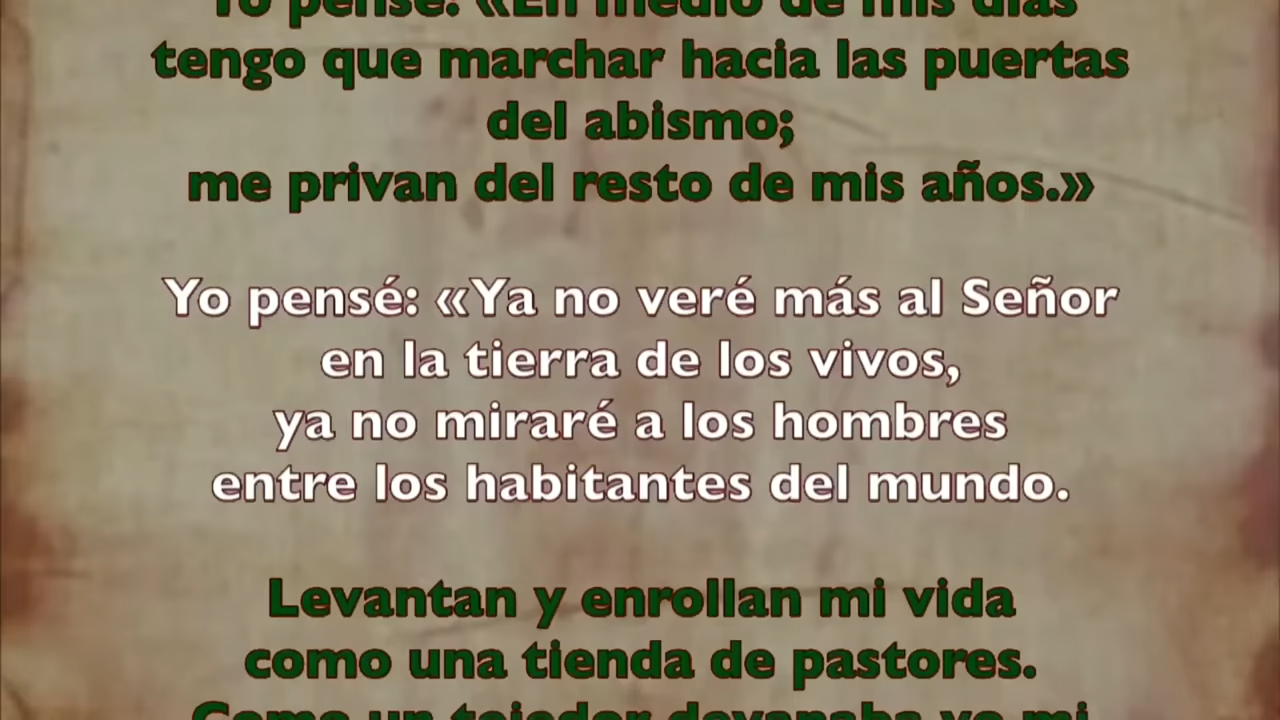 Yo pensé: «En medio de mis días
tengo que marchar hacia las puertas
del abismo;
me privan del resto de mis años.»
Yo pensé: «Ya no veré más al Señor
en la tierra de los vivos,
ya no miraré a los hombres
entre los habitantes del mundo.
Levantan y enrollan mi vida
como una tienda de pastores.
Como un tejedor devanaba yo mi